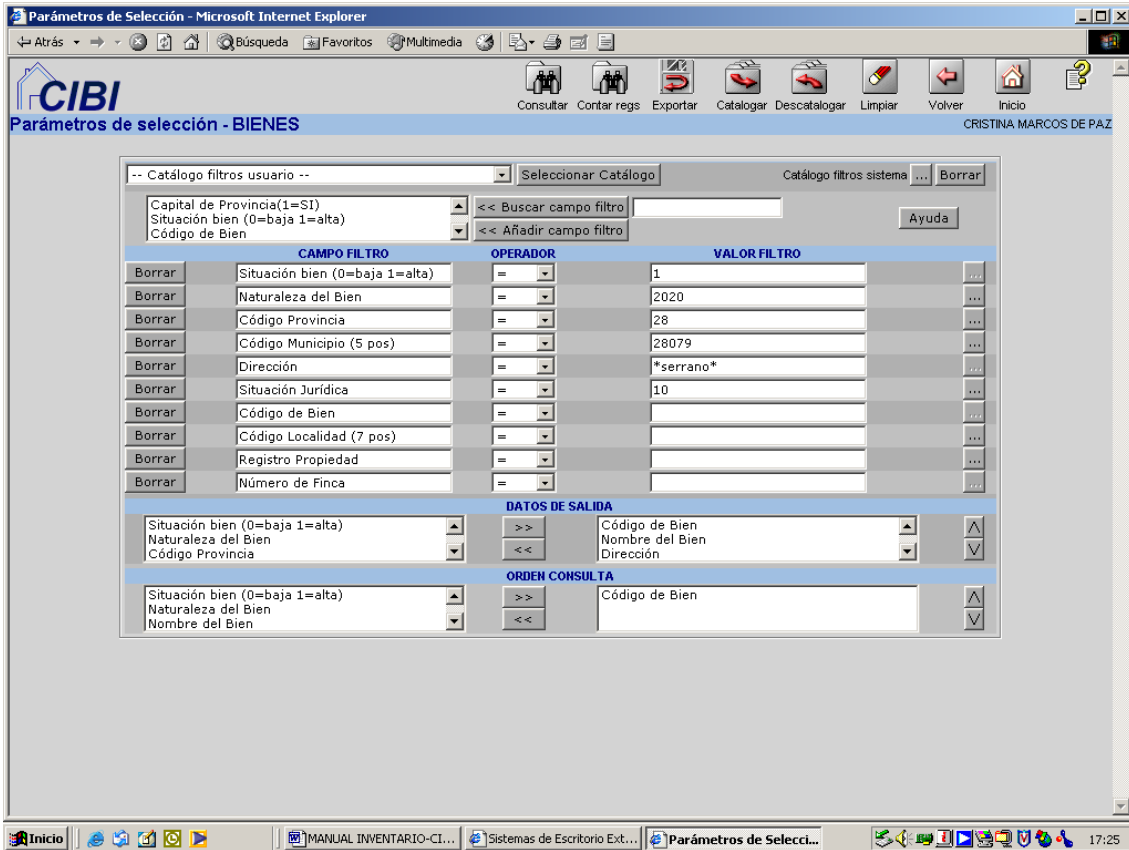 Parámetros de Selección - Microsoft Internet Explorer
Atrás Búsqueda Favoritos Multimedia
CIBI
Consultar Contar regs Exportar Catalogar Descatalogar Limpiar Volver Inicio
Parámetros de selección - BIENES CRISTINA MARCOS DE PAZ
-- Catálogo filtros usuario -- Seleccionar Catálogo Catálogo filtros sistema ... Borrar
Capital de Provincia(1=SI)
Situación bien (0=baja 1=alta)
Código de Bien
<< Buscar campo filtro
<< Añadir campo filtro
Ayuda
CAMPO FILTRO OPERADOR VALOR FILTRO
Borrar Situación bien (0=baja 1=alta) = 1 ...
Borrar Naturaleza del Bien = 2020 ...
Borrar Código Provincia = 28 ...
Borrar Código Municipio (5 pos) = 28079 ...
Borrar Dirección = *serrano* ...
Borrar Situación Jurídica = 10 ...
Borrar Código de Bien = ...
Borrar Código Localidad (7 pos) = ...
Borrar Registro Propiedad = ...
Borrar Número de Finca = ...
DATOS DE SALIDA
Situación bien (0=baja 1=alta)
Naturaleza del Bien
Código Provincia
>>
<<
Código de Bien
Nombre del Bien
Dirección
ORDEN CONSULTA
Situación bien (0=baja 1=alta)
Naturaleza del Bien
Nombre del Bien
>>
<<
Código de Bien
Inicio MANUAL INVENTARIO-CI... Sistemas de Escritorio Ext... Parámetros de Selecci... 17:25